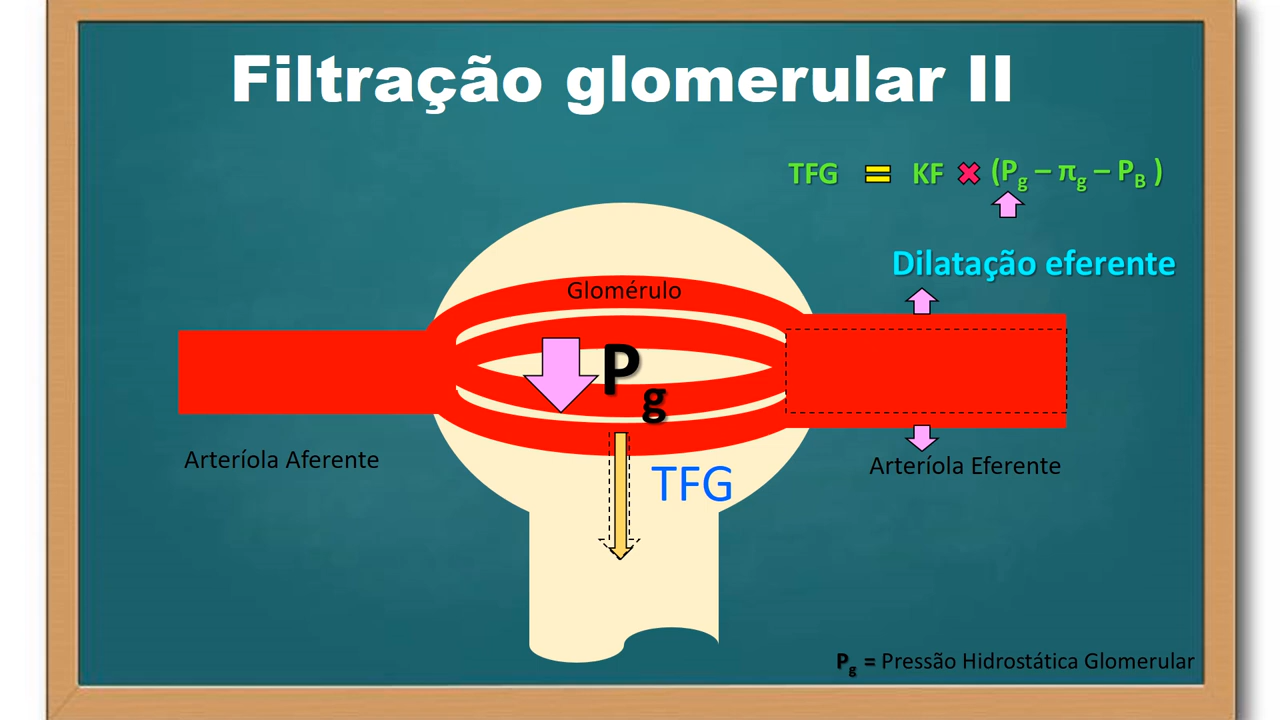 Filtração glomerular II
TFG = KF × (Pg – πg – PB )
Dilatação eferente
Glomérulo
Pg
Arteríola Aferente
Arteríola Eferente
TFG
Pg = Pressão Hidrostática Glomerular